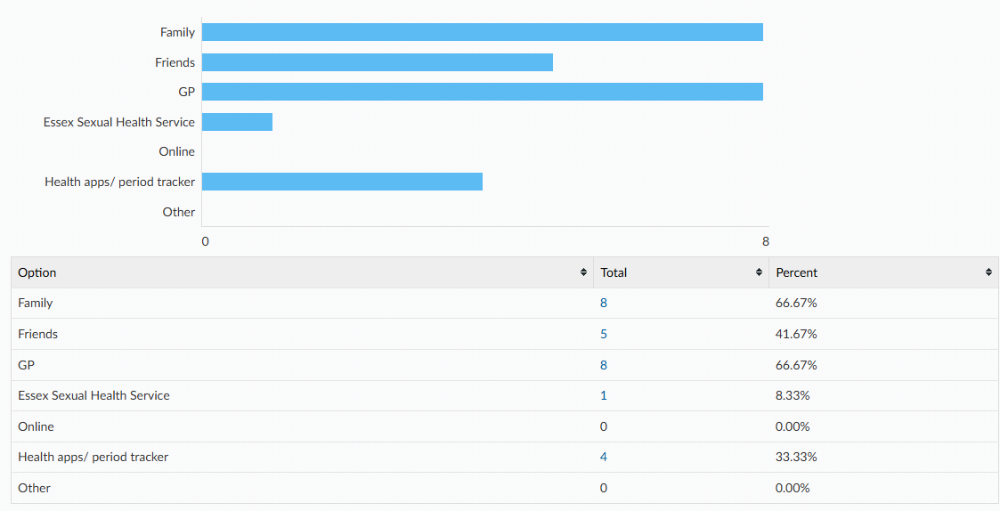 Family
Friends
GP
Essex Sexual Health Service
Online
Health apps/ period tracker
Other
0 8
Option Total Percent
Family 8 66.67%
Friends 5 41.67%
GP 8 66.67%
Essex Sexual Health Service 1 8.33%
Online 0 0.00%
Health apps/ period tracker 4 33.33%
Other 0 0.00%